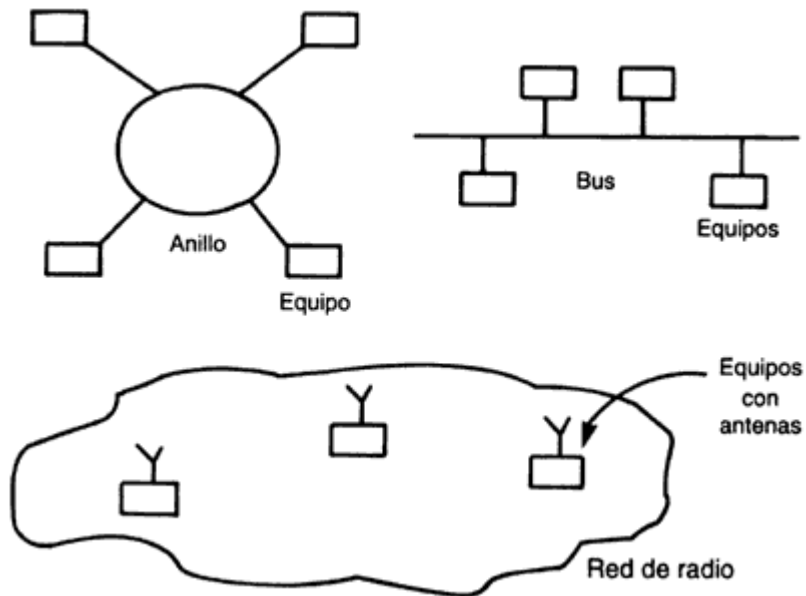 Anillo
Equipo
Bus
Equipos
Equipos
con
antenas
Red de radio